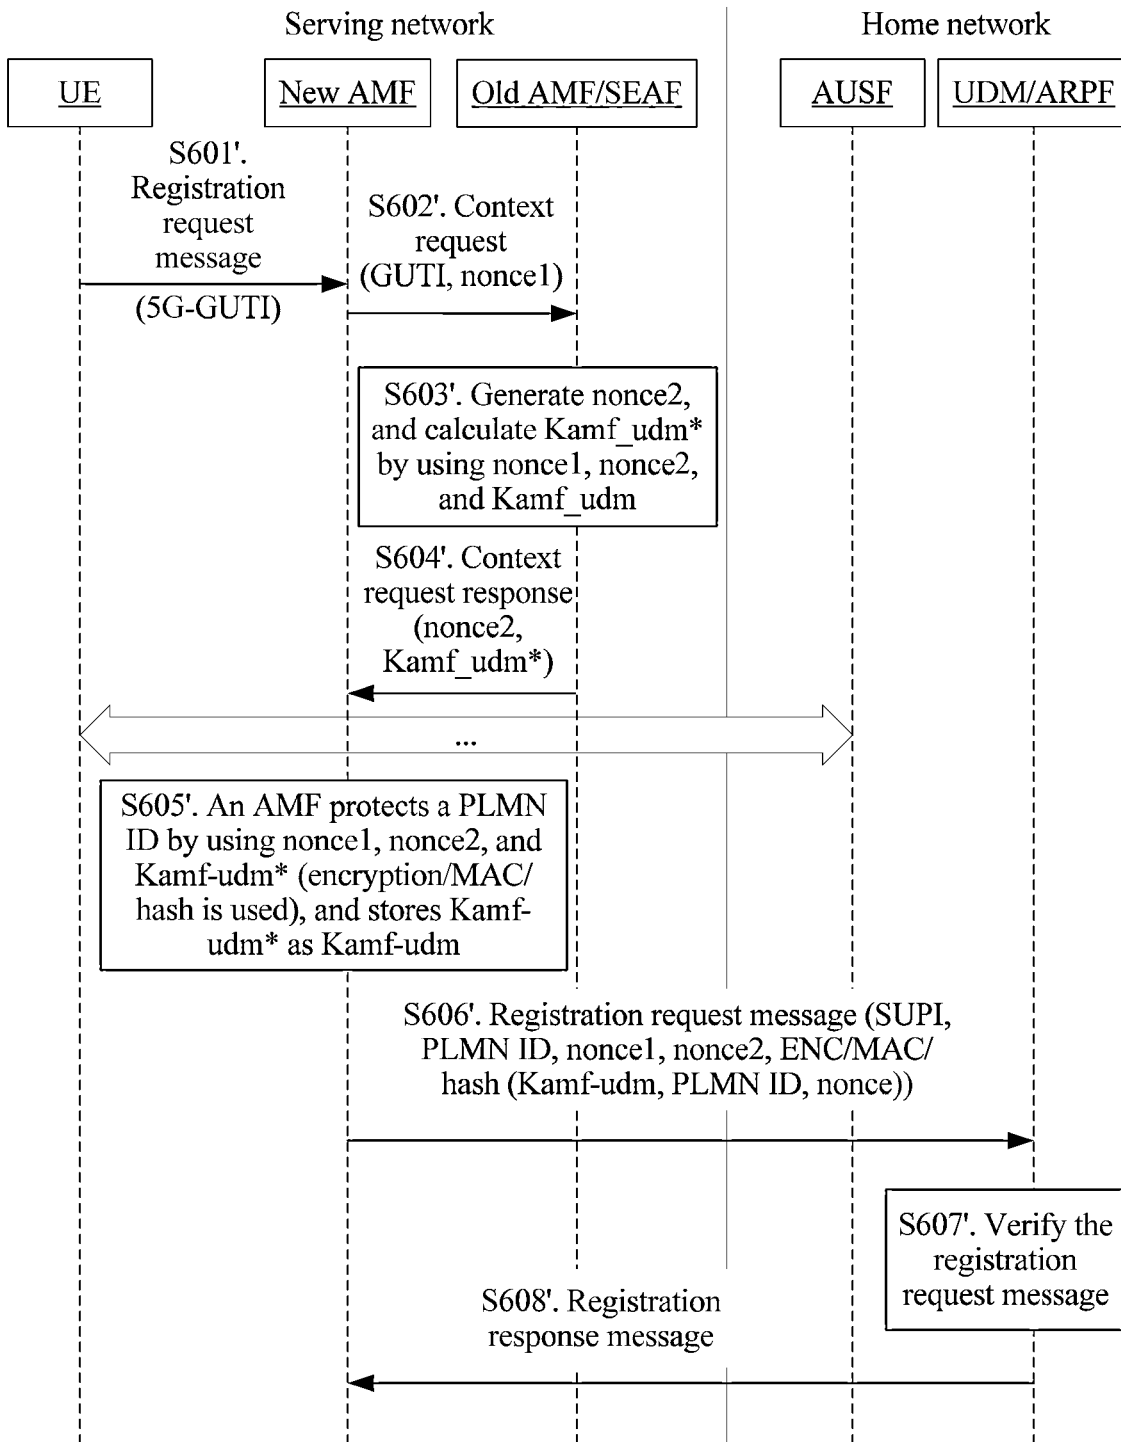 Serving network
Home network
UE
New AMF
Old AMF/SEAF
AUSF
UDM/ARPF
S601'.
Registration
request
message
(5G-GUTI)
S602'. Context
request
(GUTI, nonce1)
S603'. Generate nonce2,
and calculate Kamf_udm*
by using nonce1, nonce2,
and Kamf_udm
S604'. Context
request response
(nonce2,
Kamf_udm*)
...
S605'. An AMF protects a PLMN
ID by using nonce1, nonce2, and
Kamf-udm* (encryption/MAC/
hash is used), and stores Kamf-
udm* as Kamf-udm
S606'. Registration request message (SUPI,
PLMN ID, nonce1, nonce2, ENC/MAC/
hash (Kamf-udm, PLMN ID, nonce))
S607'. Verify the
registration
request message
S608'. Registration
response message